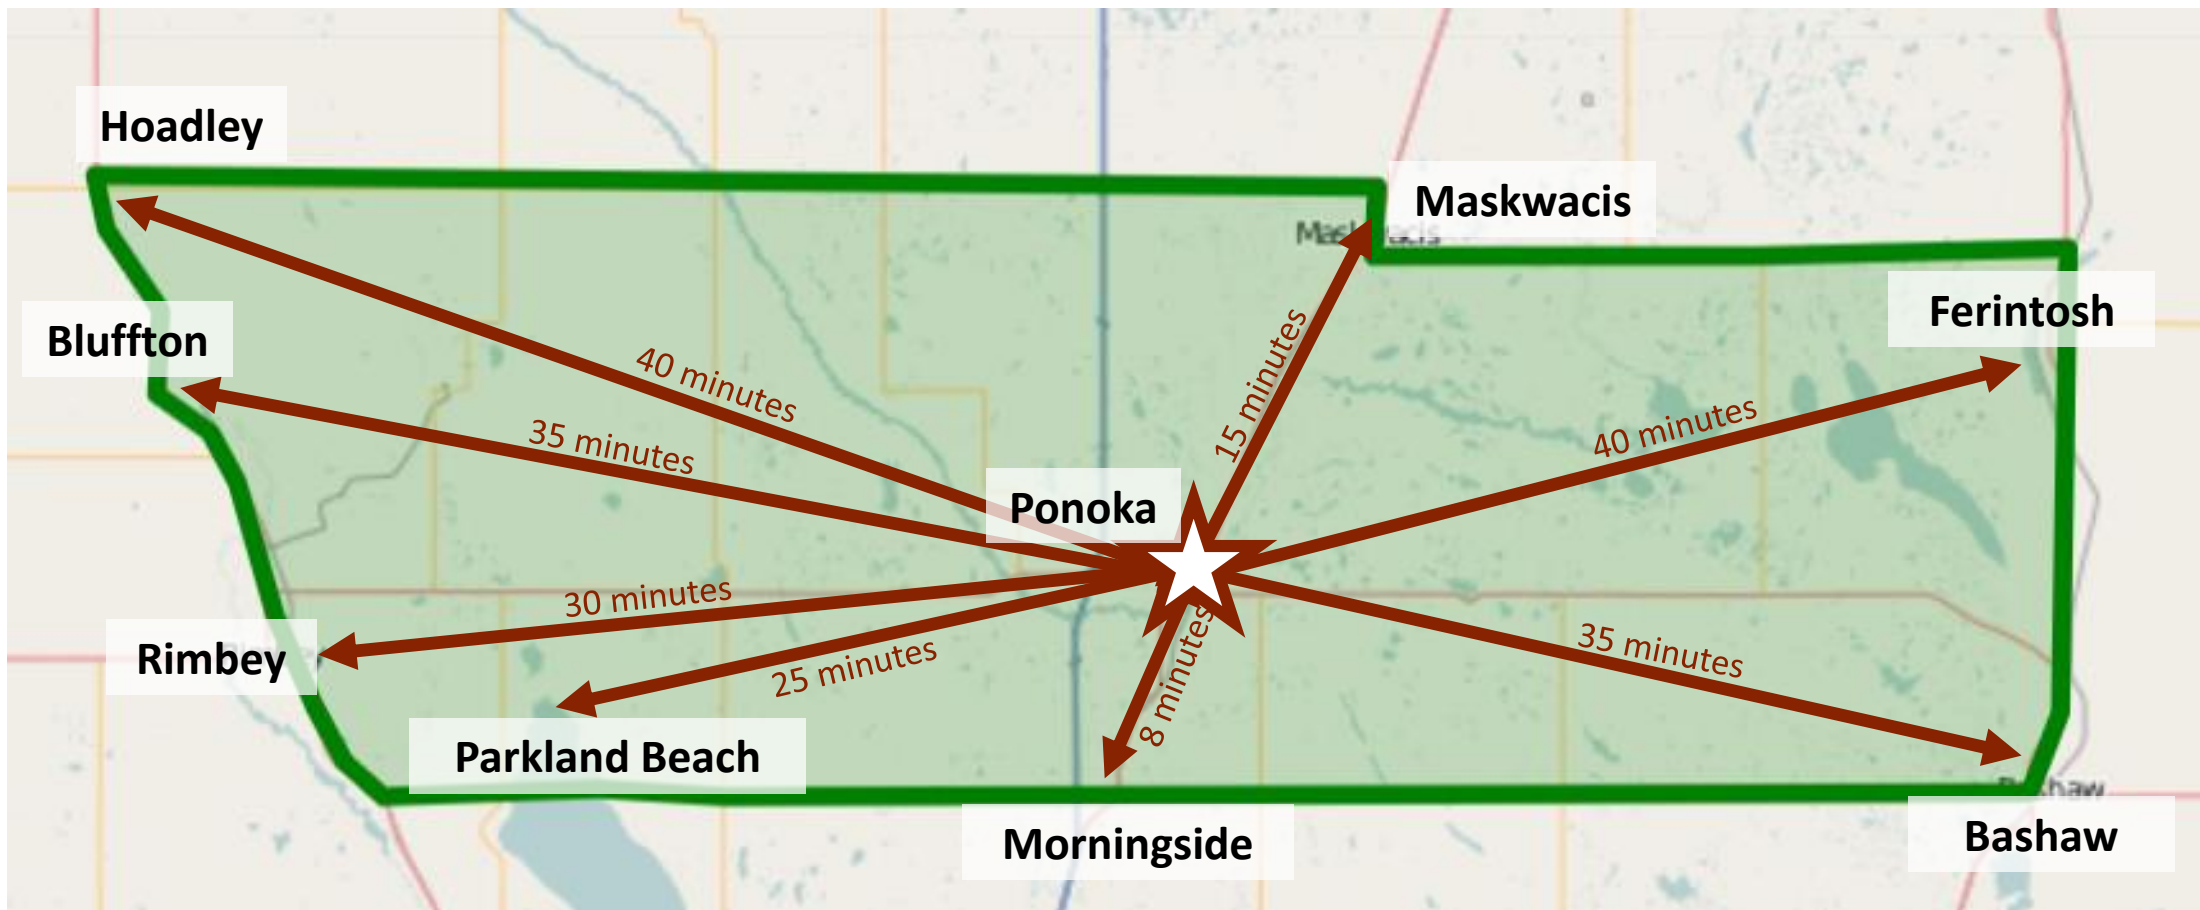 Hoadley
Maskwacis
Ferintosh
Bluffton
15 minutes
40 minutes
40 minutes
35 minutes
Ponoka
30 minutes
25 minutes
8 minutes
35 minutes
Rimbey
Parkland Beach
Morningside
Bashaw